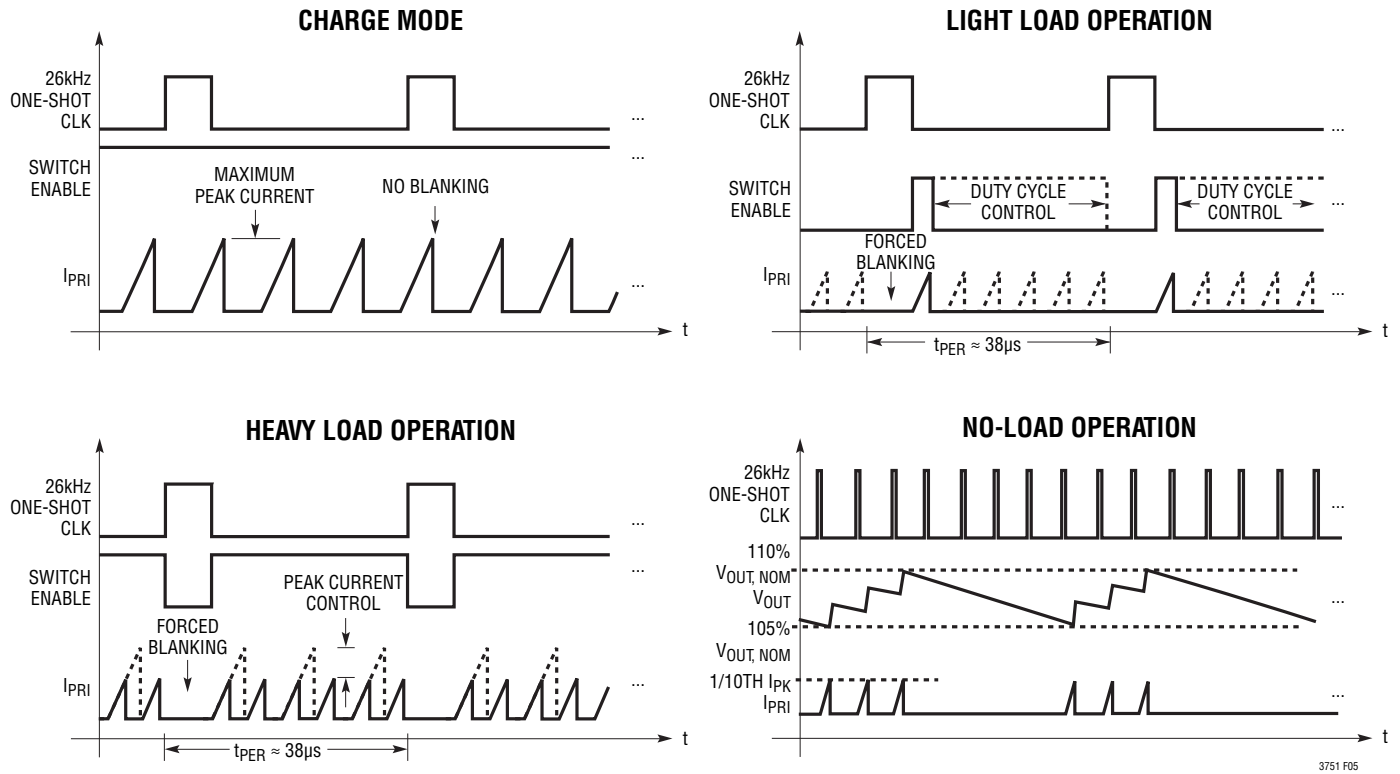 CHARGE MODE
26kHz
ONE-SHOT
CLK
...
SWITCH
ENABLE
...
MAXIMUM
PEAK CURRENT
NO BLANKING
IPRI
...
t
LIGHT LOAD OPERATION
26kHz
ONE-SHOT
CLK
...
SWITCH
ENABLE
DUTY CYCLE
CONTROL
DUTY CYCLE
CONTROL
...
FORCED
BLANKING
IPRI
...
t
tPER ≈ 38µs
HEAVY LOAD OPERATION
26kHz
ONE-SHOT
CLK
...
SWITCH
ENABLE
...
PEAK CURRENT
CONTROL
FORCED
BLANKING
IPRI
...
t
tPER ≈ 38µs
NO-LOAD OPERATION
26kHz
ONE-SHOT
CLK
...
110%
VOUT, NOM
VOUT
...
105%
VOUT, NOM
1/10TH IPK
IPRI
...
t
3751 F05